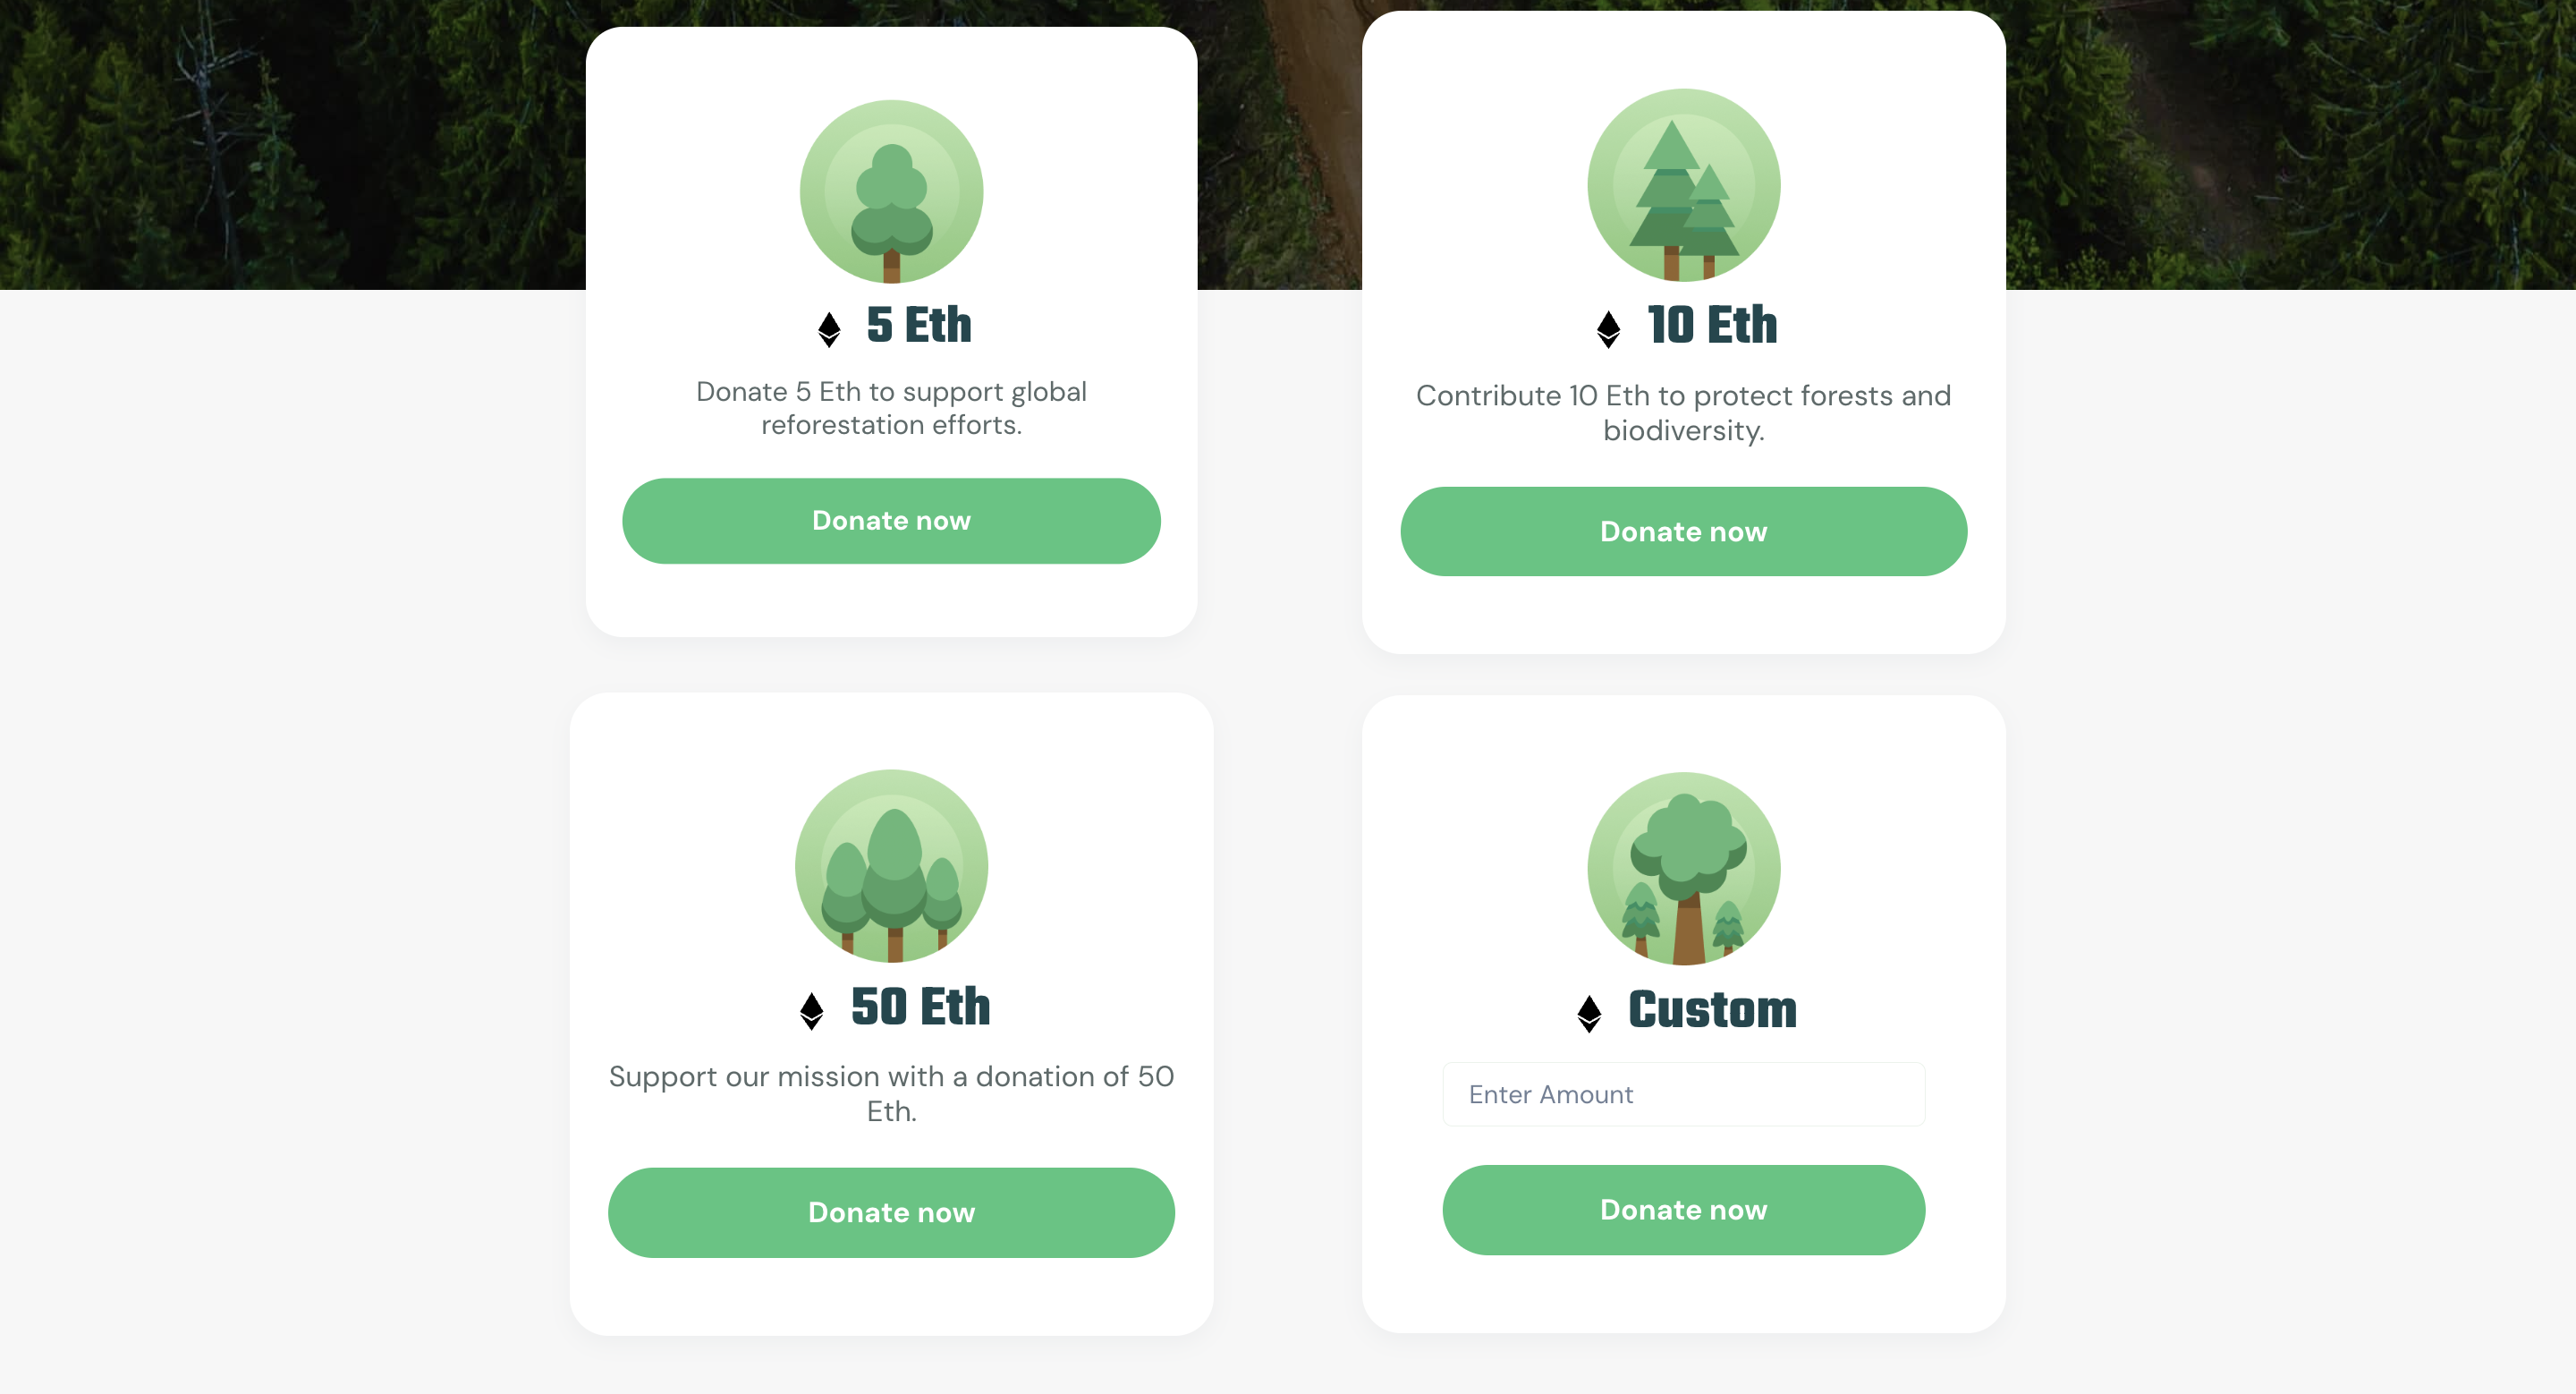 5 Eth
Donate 5 Eth to support global
reforestation efforts.
Donate now
10 Eth
Contribute 10 Eth to protect forests and
biodiversity.
Donate now
50 Eth
Support our mission with a donation of 50
Eth.
Donate now
Custom
Enter Amount
Donate now